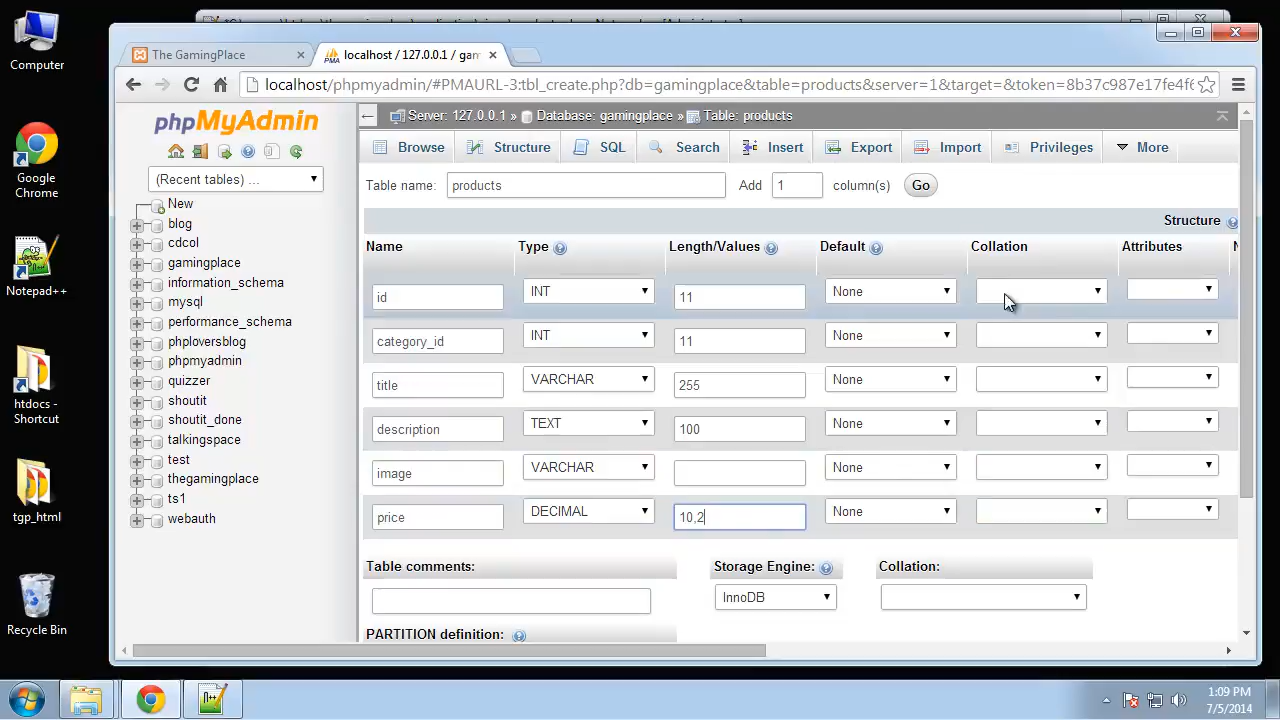 Computer
Google
Chrome
Notepad++
htdocs -
Shortcut
tgp_html
Recycle Bin
The GamingPlace
localhost / 127.0.0.1 / gam
localhost/phpmyadmin/#PMAURL-3:tbl_create.php?db=gamingplace&table=products&server=1&target=&token=8b37c987e17fe4f6
phpMyAdmin
(Recent tables) ...
New
blog
cdcol
gamingplace
information_schema
mysql
performance_schema
phploversblog
phpmyadmin
quizzer
shoutit
shoutit_done
talkingspace
test
thegamingplace
ts1
webauth
Server: 127.0.0.1 » Database: gamingplace » Table: products
Browse Structure SQL Search Insert Export Import Privileges More
Table name: products Add 1 column(s) Go
Structure
Name Type Length/Values Default Collation Attributes
id INT 11 None
category_id INT 11 None
title VARCHAR 255 None
description TEXT 100 None
image VARCHAR None
price DECIMAL 10,2 None
Table comments: Storage Engine: Collation:
InnoDB
PARTITION definition:
1:09 PM
7/5/2014